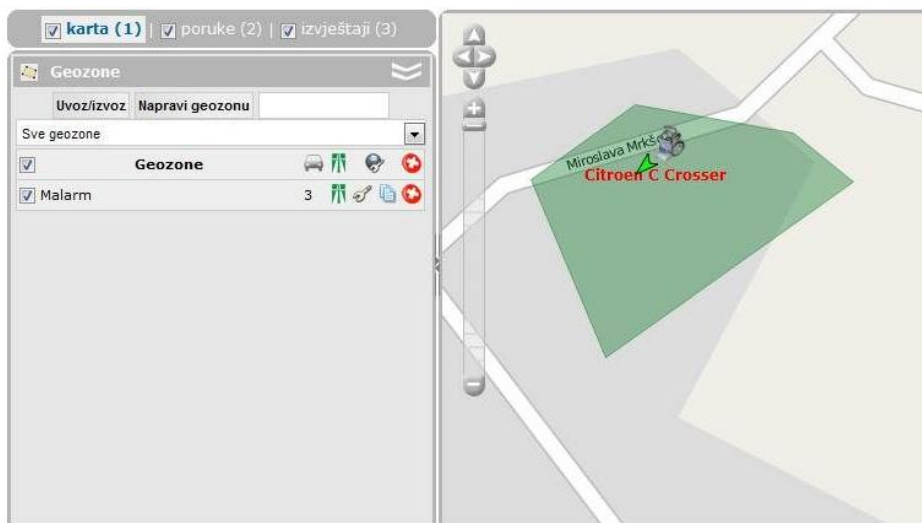 karta (1) | poruke (2) | izvještaji (3)
Geozone
Uvoz/izvoz Napravi geozonu
Sve geozone
Geozone
Malarm 3
Miroslava Mrkš
Citroen C Crosser